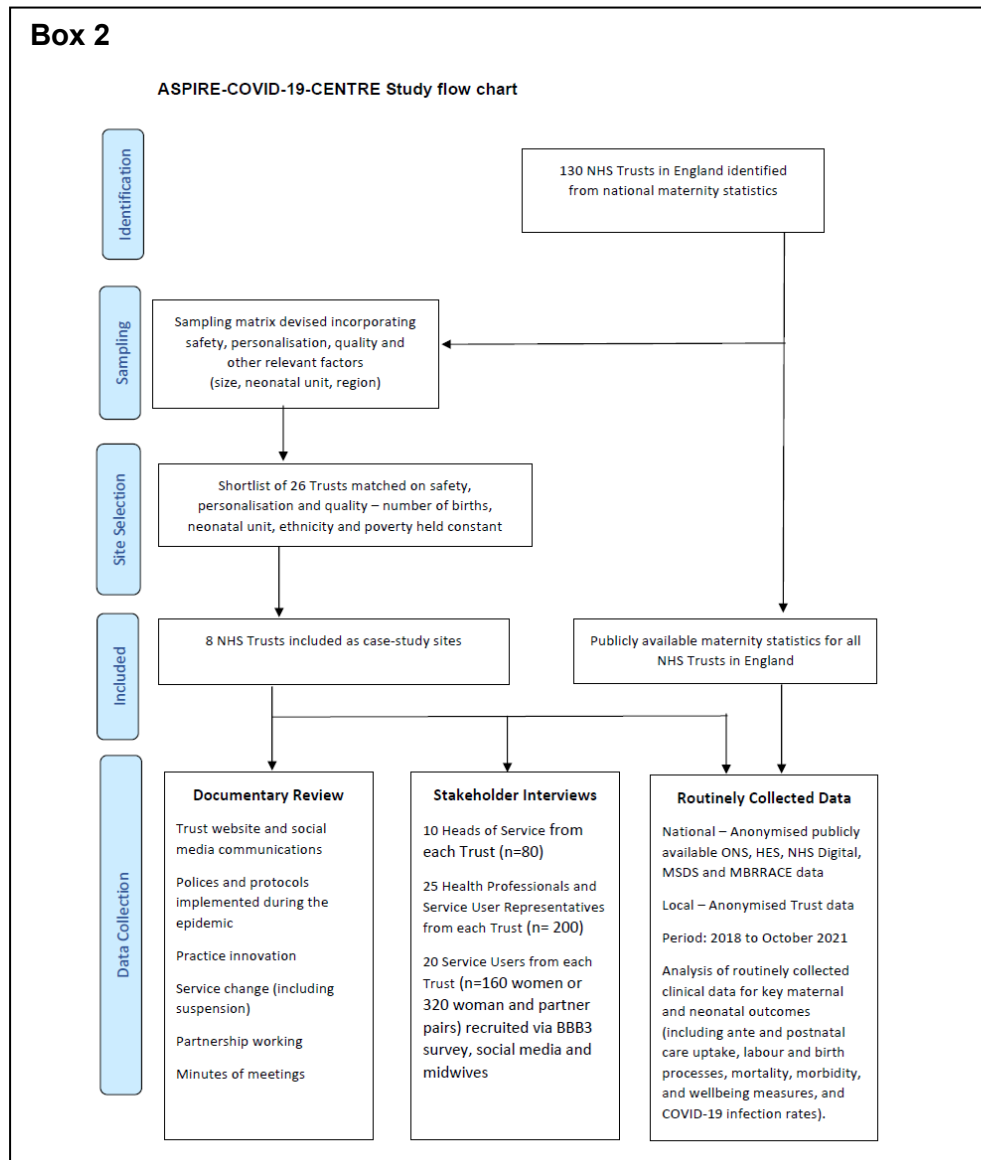 Box 2
ASPIRE-COVID-19-CENTRE Study flow chart
Identification
130 NHS Trusts in England identified
from national maternity statistics
Sampling
Sampling matrix devised incorporating
safety, personalisation, quality and
other relevant factors
(size, neonatal unit, region)
Site Selection
Shortlist of 26 Trusts matched on safety,
personalisation and quality – number of births,
neonatal unit, ethnicity and poverty held constant
Included
8 NHS Trusts included as case-study sites
Publicly available maternity statistics for all
NHS Trusts in England
Data Collection
Documentary Review
Trust website and social
media communications
Polices and protocols
implemented during the
epidemic
Practice innovation
Service change (including
suspension)
Partnership working
Minutes of meetings
Stakeholder Interviews
10 Heads of Service from
each Trust (n=80)
25 Health Professionals and
Service User Representatives
from each Trust (n= 200)
20 Service Users from each
Trust (n=160 women or
320 woman and partner
pairs) recruited via BBB3
survey, social media and
midwives
Routinely Collected Data
National – Anonymised publicly
available ONS, HES, NHS Digital,
MSDS and MBRRACE data
Local – Anonymised Trust data
Period: 2018 to October 2021
Analysis of routinely collected
clinical data for key maternal
and neonatal outcomes
(including ante and postnatal
care uptake, labour and birth
processes, mortality, morbidity,
and wellbeing measures, and
COVID-19 infection rates).